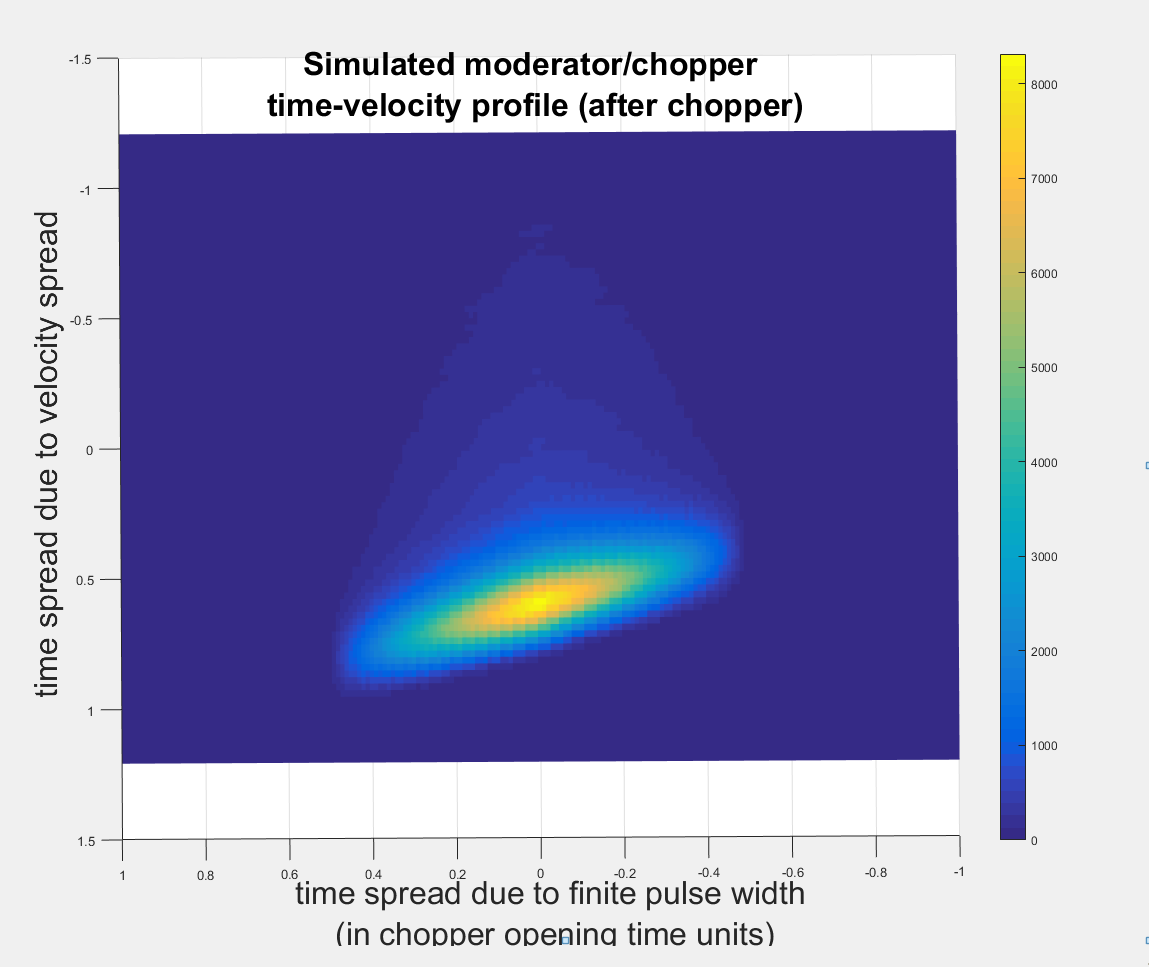 Simulated moderator/chopper
time-velocity profile (after chopper)
time spread due to velocity spread
-1.5
-1
-0.5
0
0.5
1
1.5
1 0.8 0.6 0.4 0.2 0 -0.2 -0.4 -0.6 -0.8 -1
time spread due to finite pulse width
(in chopper opening time units)
8000
7000
6000
5000
4000
3000
2000
1000
0